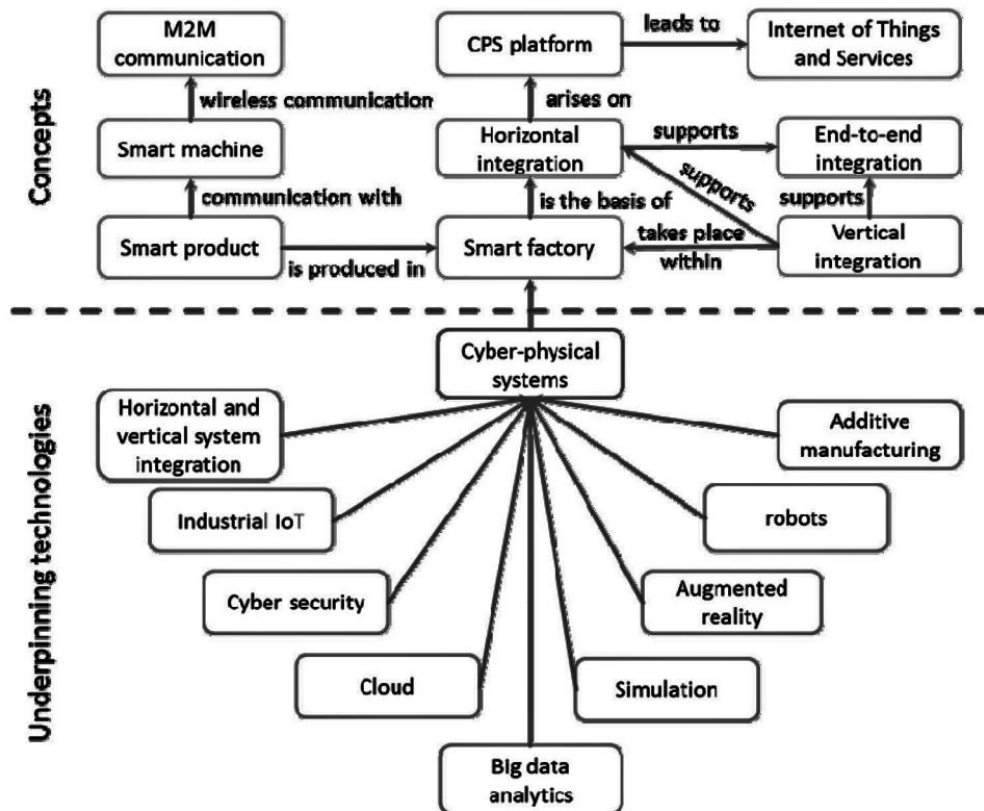 M2M
communication
CPS platform
leads to
Internet of Things
and Services
wireless communication
arises on
Smart machine
Horizontal
integration
supports
End-to-end
integration
communication with
is the basis of
supports
supports
Smart product
is produced in
Smart factory
takes place
within
Vertical
integration
Concepts
Cyber-physical
systems
Horizontal and
vertical system
integration
Additive
manufacturing
Industrial IoT
robots
Cyber security
Augmented
reality
Cloud
Simulation
Big data
analytics
Underpinning technologies